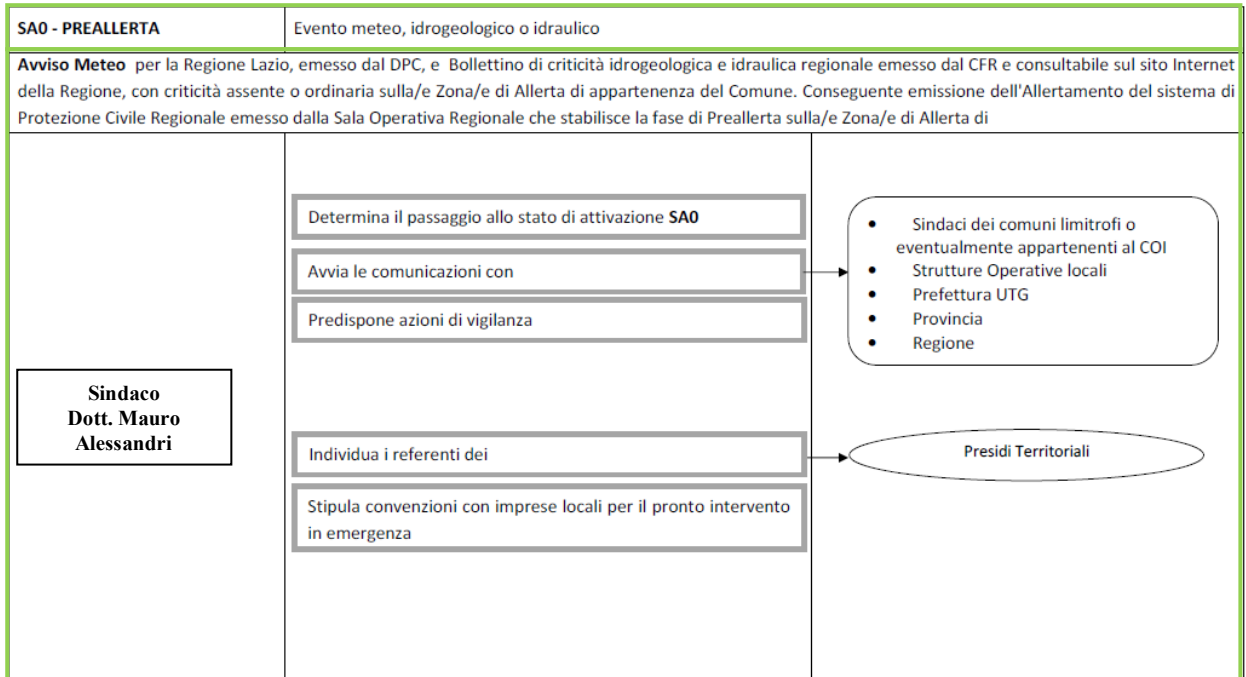 SA0 - PREALLERTA
Evento meteo, idrogeologico o idraulico
Avviso Meteo per la Regione Lazio, emesso dal DPC, e Bollettino di criticità idrogeologica e idraulica regionale emesso dal CFR e consultabile sul sito Internet
della Regione, con criticità assente o ordinaria sulla/e Zona/e di Allerta di appartenenza del Comune. Conseguente emissione dell'Allertamento del sistema di
Protezione Civile Regionale emesso dalla Sala Operativa Regionale che stabilisce la fase di Preallerta sulla/e Zona/e di Allerta di
Sindaco
Dott. Mauro
Alessandri
Determina il passaggio allo stato di attivazione SA0
Avvia le comunicazioni con
Predispone azioni di vigilanza
• Sindaci dei comuni limitrofi o
eventualmente appartenenti al COI
• Strutture Operative locali
• Prefettura UTG
• Provincia
• Regione
Individua i referenti dei
Presidi Territoriali
Stipula convenzioni con imprese locali per il pronto intervento
in emergenza